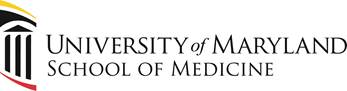 UNIVERSITY of MARYLAND
SCHOOL OF MEDICINE